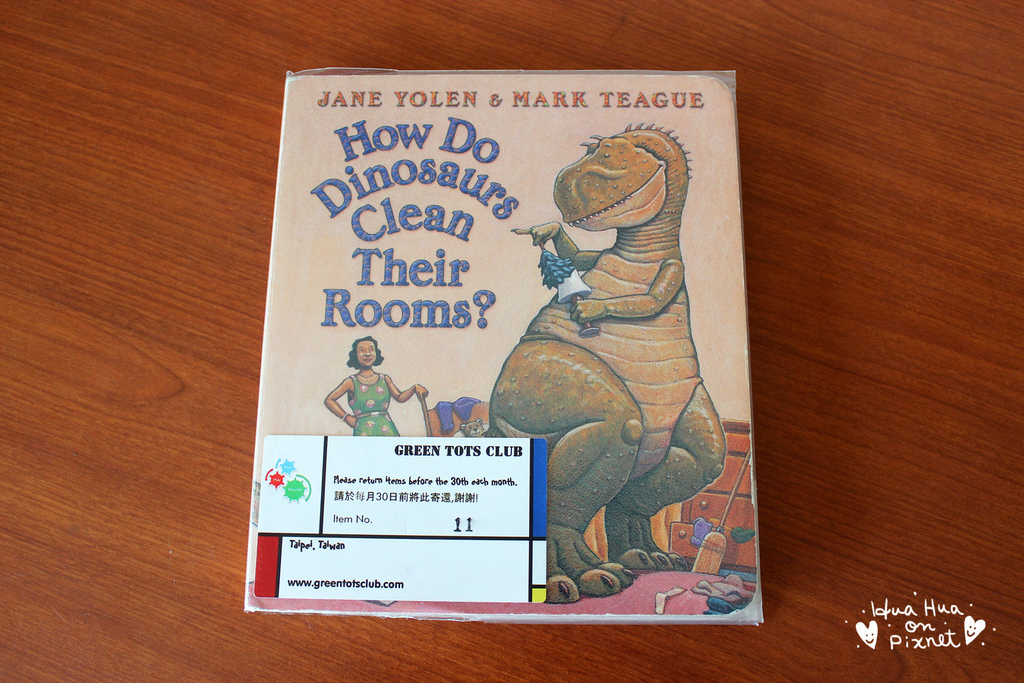 JANE YOLEN & MARK TEAGUE
How Do
Dinosaurs
Clean
Their
Rooms?
GREEN TOTS CLUB
Please return items before the 30th each month.
請於每月30日前將此寄還,謝謝!
Item No. 11
Taipei, Taiwan
www.greentotsclub.com
Hua Hua
on
Pixnet